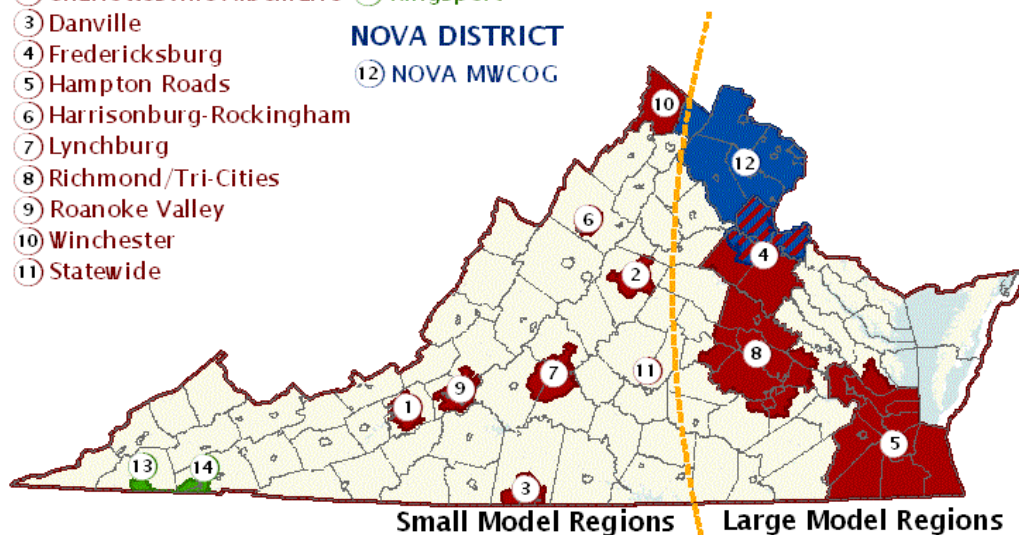 Kingsport
3 Danville
4 Fredericksburg
5 Hampton Roads
6 Harrisonburg-Rockingham
7 Lynchburg
8 Richmond/Tri-Cities
9 Roanoke Valley
10 Winchester
11 Statewide
NOVA DISTRICT
12 NOVA MWCOG
10
12
6
4
2
8
11
7
9
1
5
13
14
3
Small Model Regions
Large Model Regions